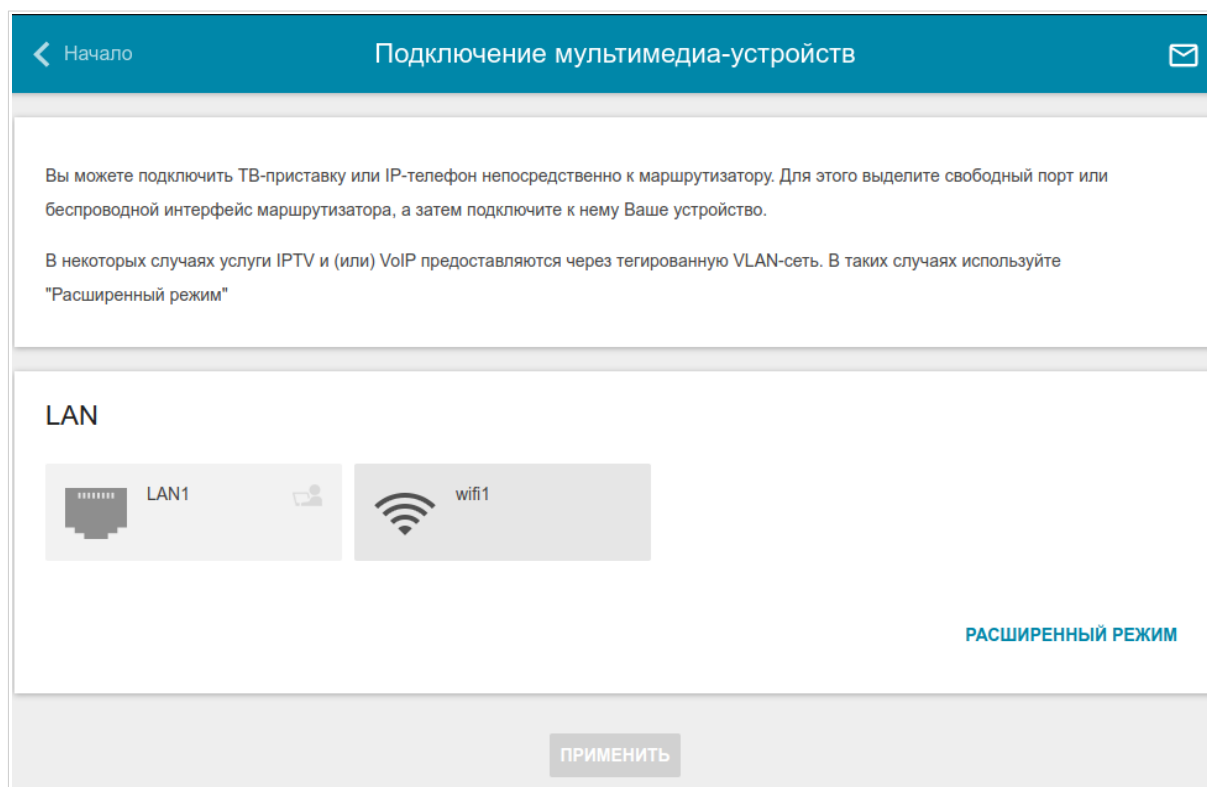 Начало
Подключение мультимедиа-устройств
Вы можете подключить ТВ-приставку или IP-телефон непосредственно к маршрутизатору. Для этого выделите свободный порт или
беспроводной интерфейс маршрутизатора, а затем подключите к нему Ваше устройство.
В некоторых случаях услуги IPTV и (или) VoIP предоставляются через тегированную VLAN-сеть. В таких случаях используйте
"Расширенный режим"
LAN
LAN1
wifi1
РАСШИРЕННЫЙ РЕЖИМ
ПРИМЕНИТЬ